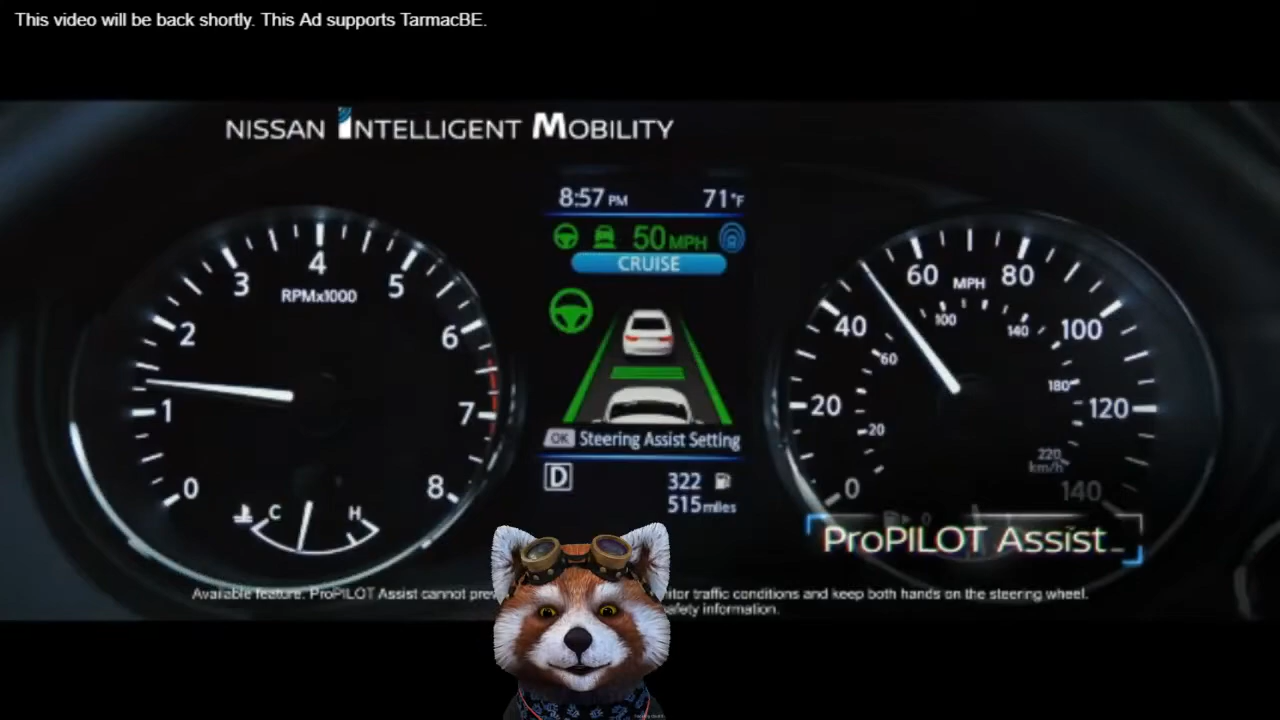 This video will be back shortly. This Ad supports TarmacBE.
NISSAN INTELLIGENT MOBILITY
8:57 PM 71°F
50 MPH
CRUISE
OK Steering Assist Setting
D 322
515 miles
0 1 2 3 4 5 6 7 8
RPMx1000
C H
0 20 40 60 80 100 120 140
MPH
20 60 100 140 180 220
km/h
ProPILOT Assist
Available feature. ProPILOT Assist cannot traffic conditions and keep both hands on the steering wheel.
safety information.